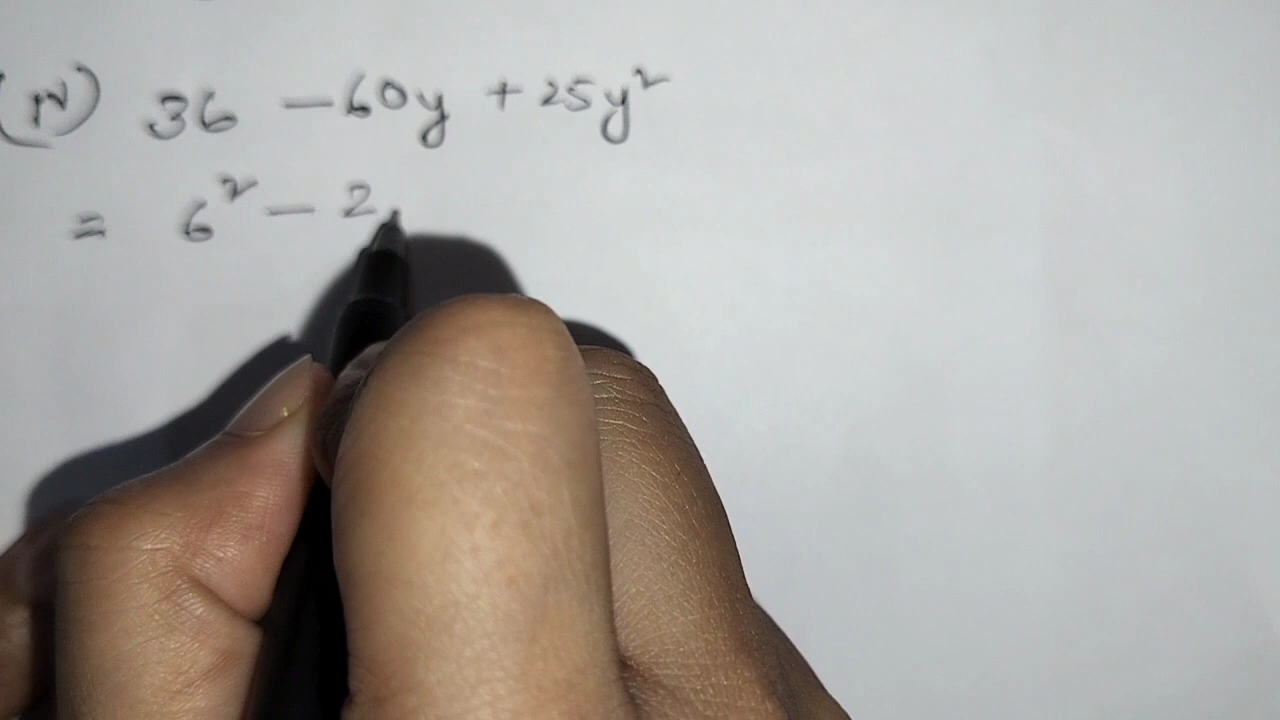 (iv) 36 - 60y + 25y²
= 6² - 2